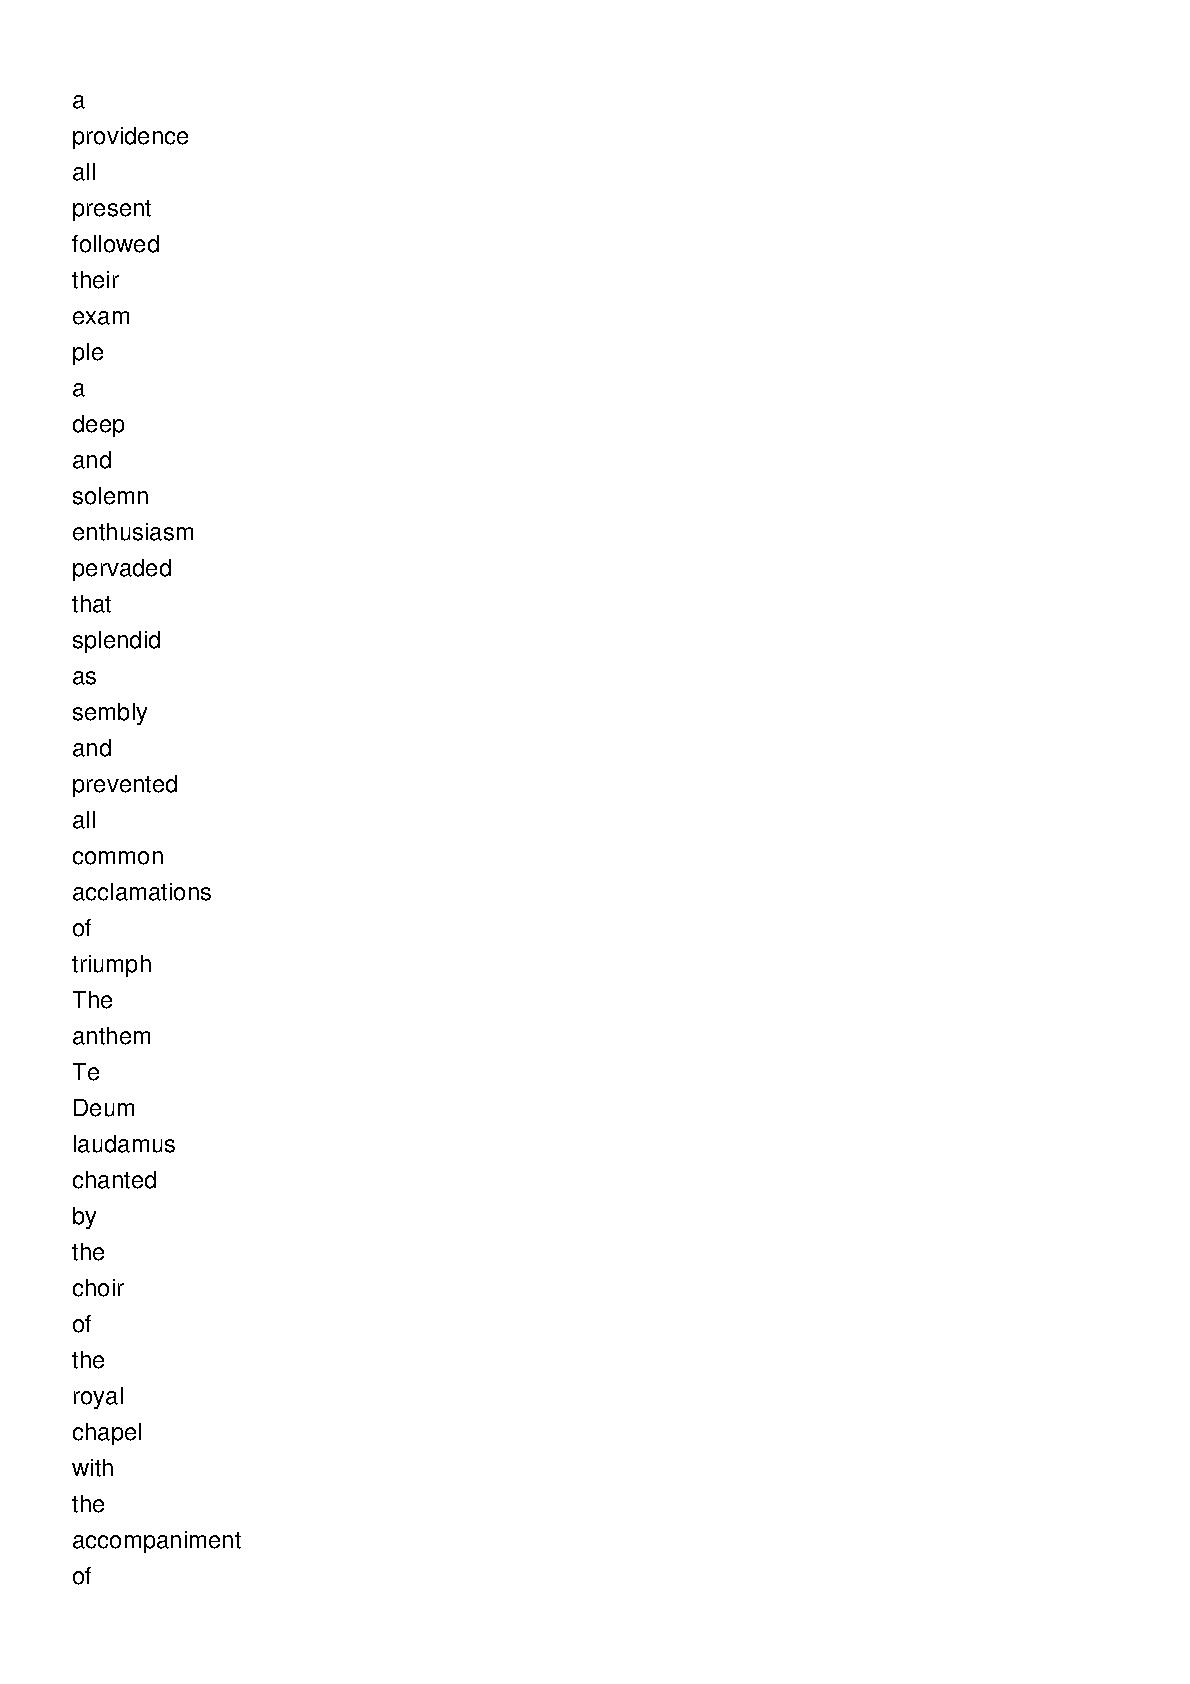 a
providence
all
present
followed
their
exam
ple
a
deep
and
solemn
enthusiasm
pervaded
that
splendid
as
sembly
and
prevented
all
common
acclamations
of
triumph
The
anthem
Te
Deum
laudamus
chanted
by
the
choir
of
the
royal
chapel
with
the
accompaniment
of